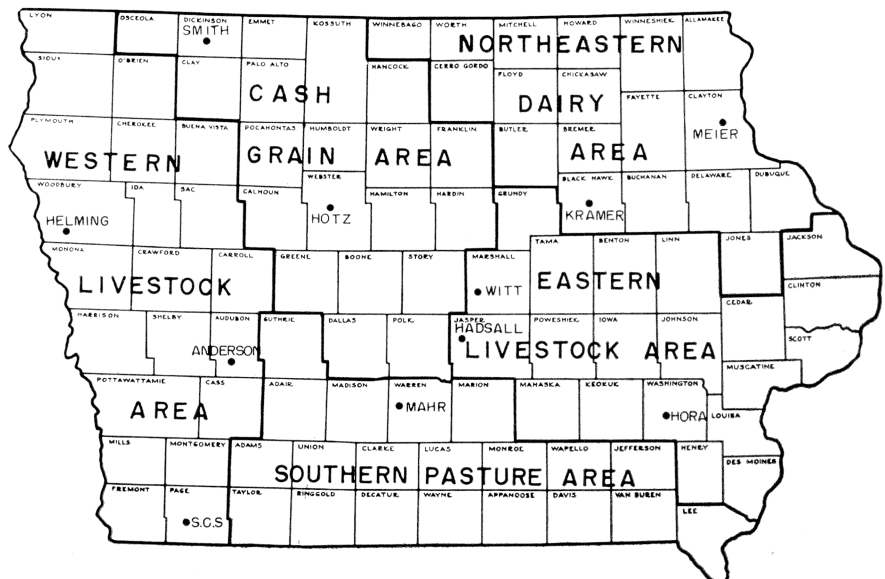 LYON OSCEOLA DICKINSON EMMET KOSSUTH WINNEBAGO WORTH MITCHELL HOWARD WINNESHIEK ALLAMAKEE
SMITH
NORTHEASTERN
SIOUX O'BRIEN CLAY PALO ALTO HANCOCK CERRO GORDO FLOYD CHICKASAW
CASH
DAIRY
FAYETTE CLAYTON
MEIER
PLYMOUTH CHEROKEE BUENA VISTA POCAHONTAS HUMBOLDT WRIGHT FRANKLIN BUTLER BREMER
WESTERN GRAIN AREA AREA
WOODBURY IDA SAC CALHOUN WEBSTER HAMILTON HARDIN GRUNDY BLACK HAWK BUCHANAN DELAWARE DUBUQUE
HELMING HOTZ KRAMER
MONONA CRAWFORD CARROLL GREENE BOONE STORY MARSHALL TAMA BENTON LINN JONES JACKSON
LIVESTOCK WITT EASTERN
CLINTON
CEDAR
HARRISON SHELBY AUDUBON GUTHRIE DALLAS POLK JASPER POWESHIEK IOWA JOHNSON
HADSALL
SCOTT
ANDERSON LIVESTOCK AREA
MUSCATINE
POTTAWATTAMIE CASS ADAIR MADISON WARREN MARION MAHASKA KEOKUK WASHINGTON
AREA MAHR HORA LOUISA
MILLS MONTGOMERY ADAMS UNION CLARKE LUCAS MONROE WAPELLO JEFFERSON HENRY
DES MOINES
SOUTHERN PASTURE AREA
FREMONT PAGE TAYLOR RINGGOLD DECATUR WAYNE APPANOOSE DAVIS VAN BUREN
LEE
S.C.S